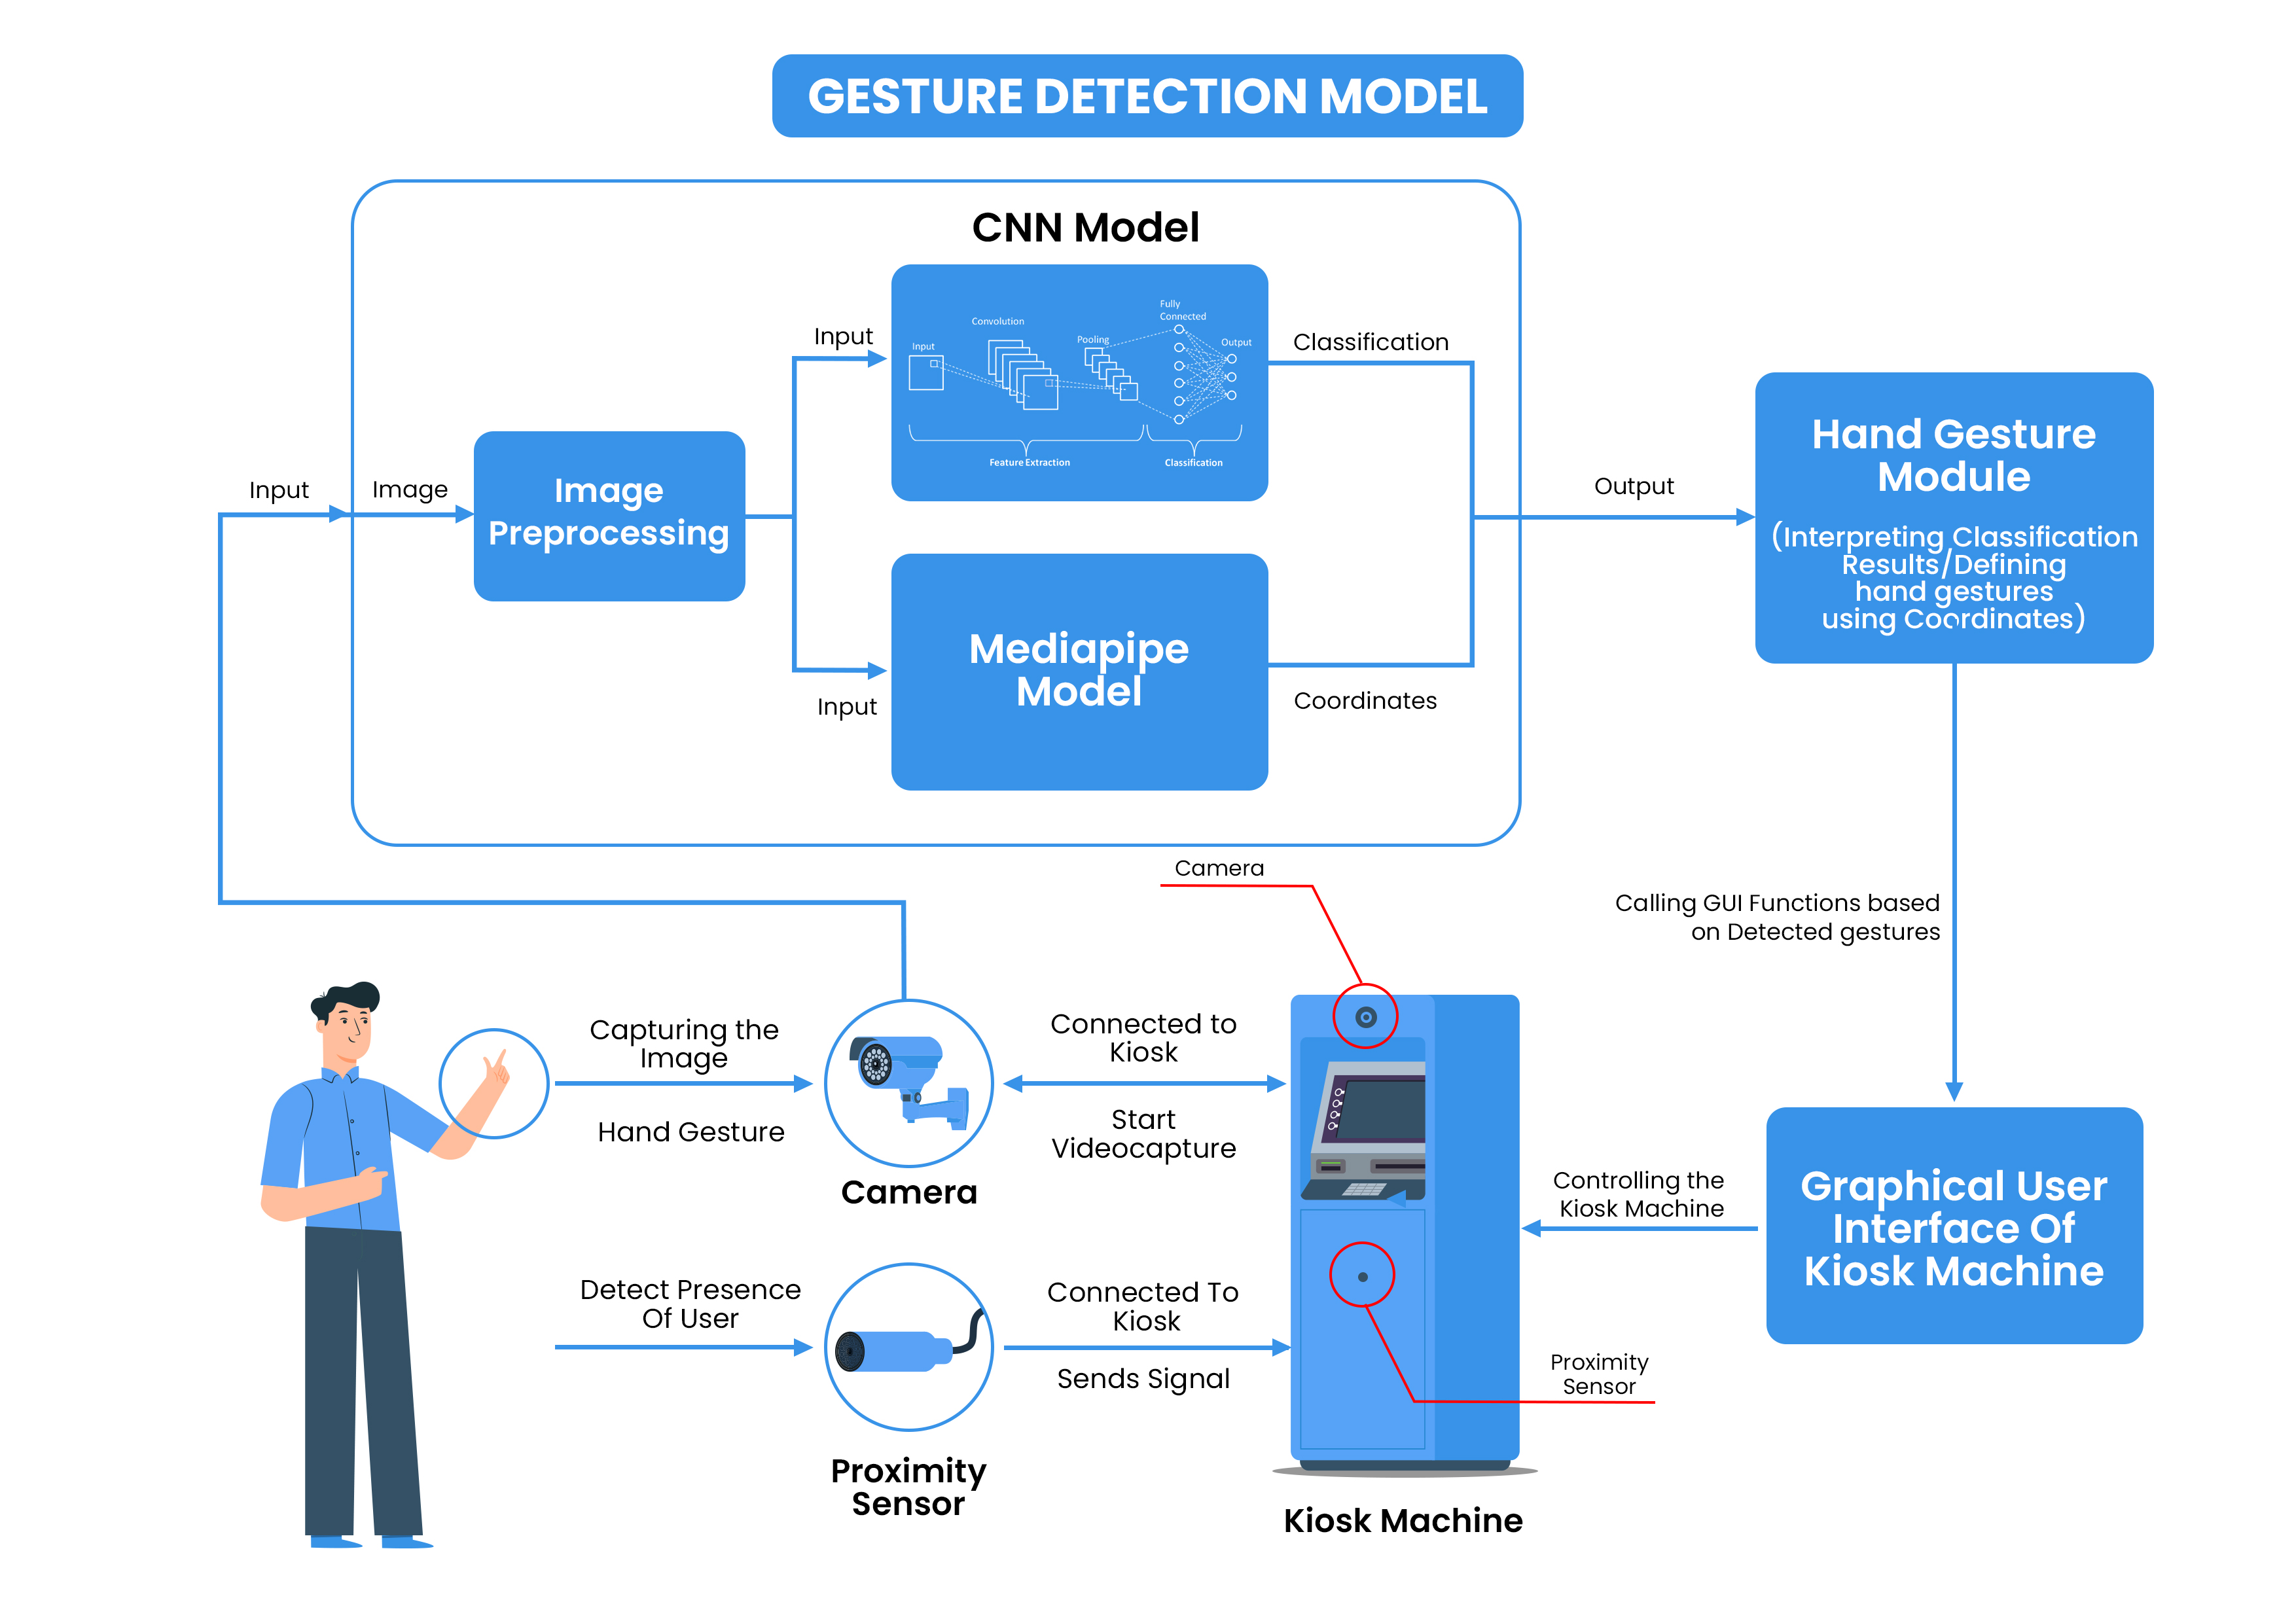 GESTURE DETECTION MODEL
CNN Model
Input
Convolution
Pooling
Fully
Connected
Output
Feature Extraction
Classification
Input
Image
Image
Preprocessing
Input
Input
Mediapipe
Model
Classification
Coordinates
Output
Hand Gesture
Module
(Interpreting Classification
Results/Defining
hand gestures
using Coordinates)
Calling GUI Functions based
on Detected gestures
Camera
Capturing the
Image
Hand Gesture
Camera
Connected to
Kiosk
Start
Videocapture
Controlling the
Kiosk Machine
Graphical User
Interface Of
Kiosk Machine
Detect Presence
Of User
Connected To
Kiosk
Sends Signal
Proximity
Sensor
Proximity
Sensor
Kiosk Machine